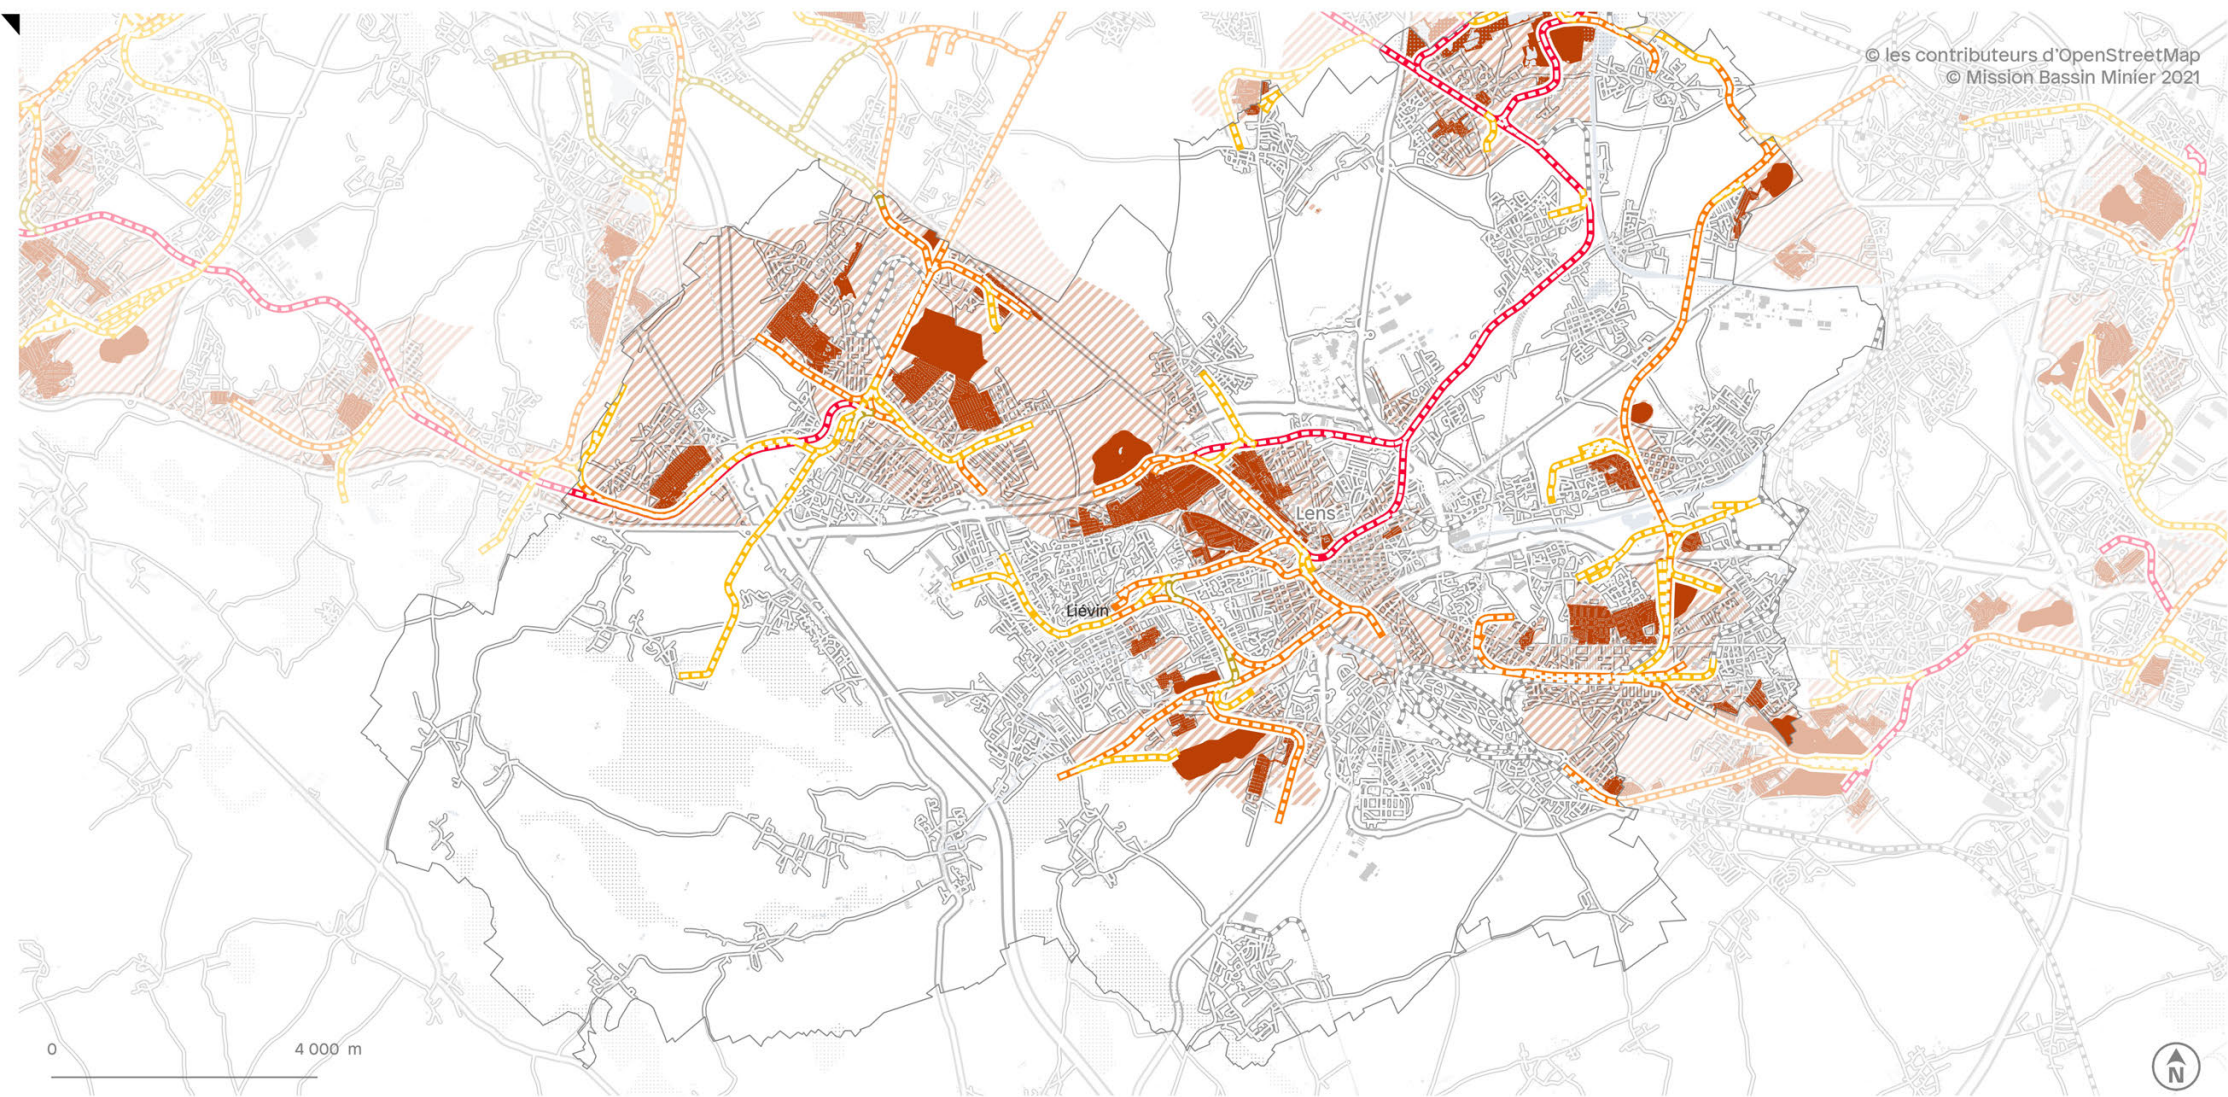 © les contributeurs d'OpenStreetMap
© Mission Bassin Minier 2021
Lens
Liévin
0 4 000 m
N